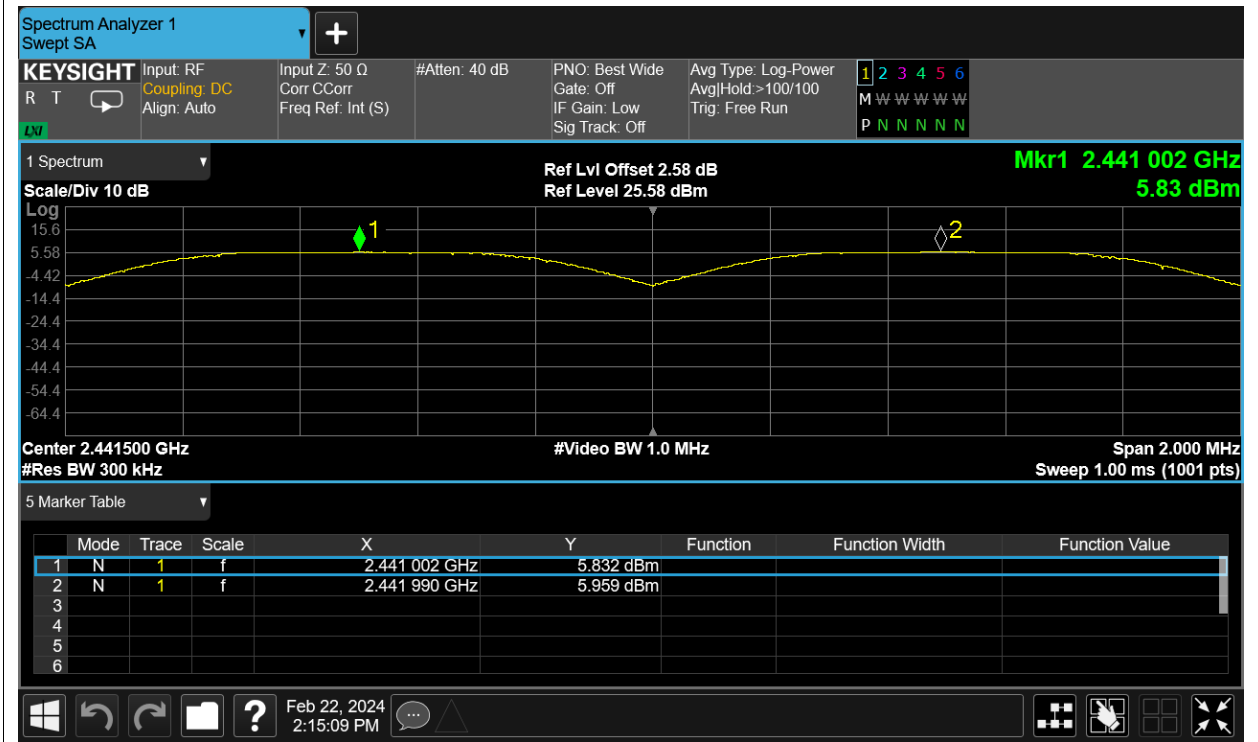 Spectrum Analyzer 1
Swept SA
+
KEYSIGHT Input: RF Input Z: 50 Ω #Atten: 40 dB PNO: Best Wide Avg Type: Log-Power 1 2 3 4 5 6
R T Coupling: DC Corr CCorr Gate: Off Avg|Hold:>100/100 M W W W W W
Align: Auto Freq Ref: Int (S) IF Gain: Low Trig: Free Run
LXI Sig Track: Off P N N N N N
1 Spectrum Ref Lvl Offset 2.58 dB Mkr1 2.441 002 GHz
Scale/Div 10 dB Ref Level 25.58 dBm 5.83 dBm
Log
15.6
1
2
5.58
-4.42
-14.4
-24.4
-34.4
-44.4
-54.4
-64.4
Center 2.441500 GHz #Video BW 1.0 MHz Span 2.000 MHz
#Res BW 300 kHz Sweep 1.00 ms (1001 pts)
5 Marker Table
Mode Trace Scale X Y Function Function Width Function Value
1 N 1 f 2.441 002 GHz 5.832 dBm
2 N 1 f 2.441 990 GHz 5.959 dBm
3
4
5
6
? Feb 22, 2024
2:15:09 PM